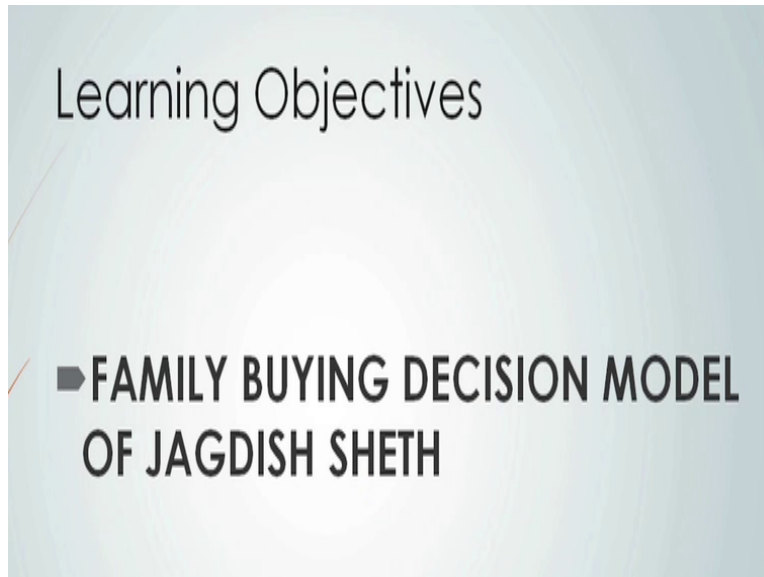 Learning Objectives
FAMILY BUYING DECISION MODEL
OF JAGDISH SHETH